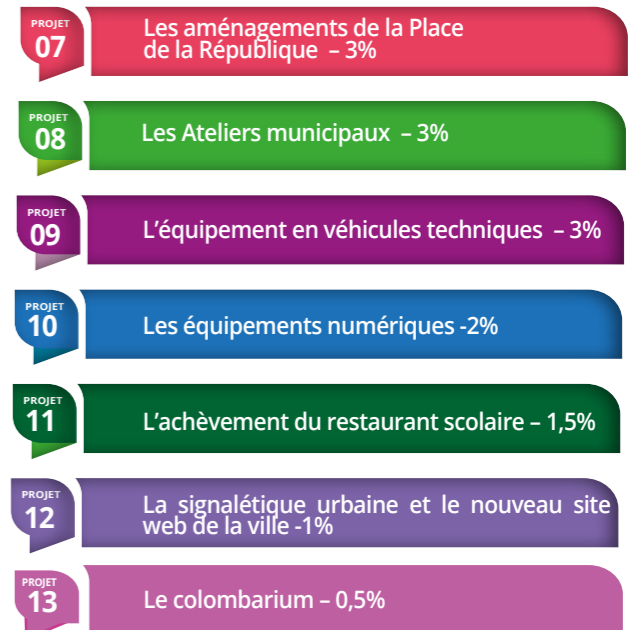 PROJET
07
Les aménagements de la Place
de la République – 3%
PROJET
08
Les Ateliers municipaux – 3%
PROJET
09
L’équipement en véhicules techniques – 3%
PROJET
10
Les équipements numériques -2%
PROJET
11
L’achèvement du restaurant scolaire – 1,5%
PROJET
12
La signalétique urbaine et le nouveau site
web de la ville -1%
PROJET
13
Le colombarium – 0,5%